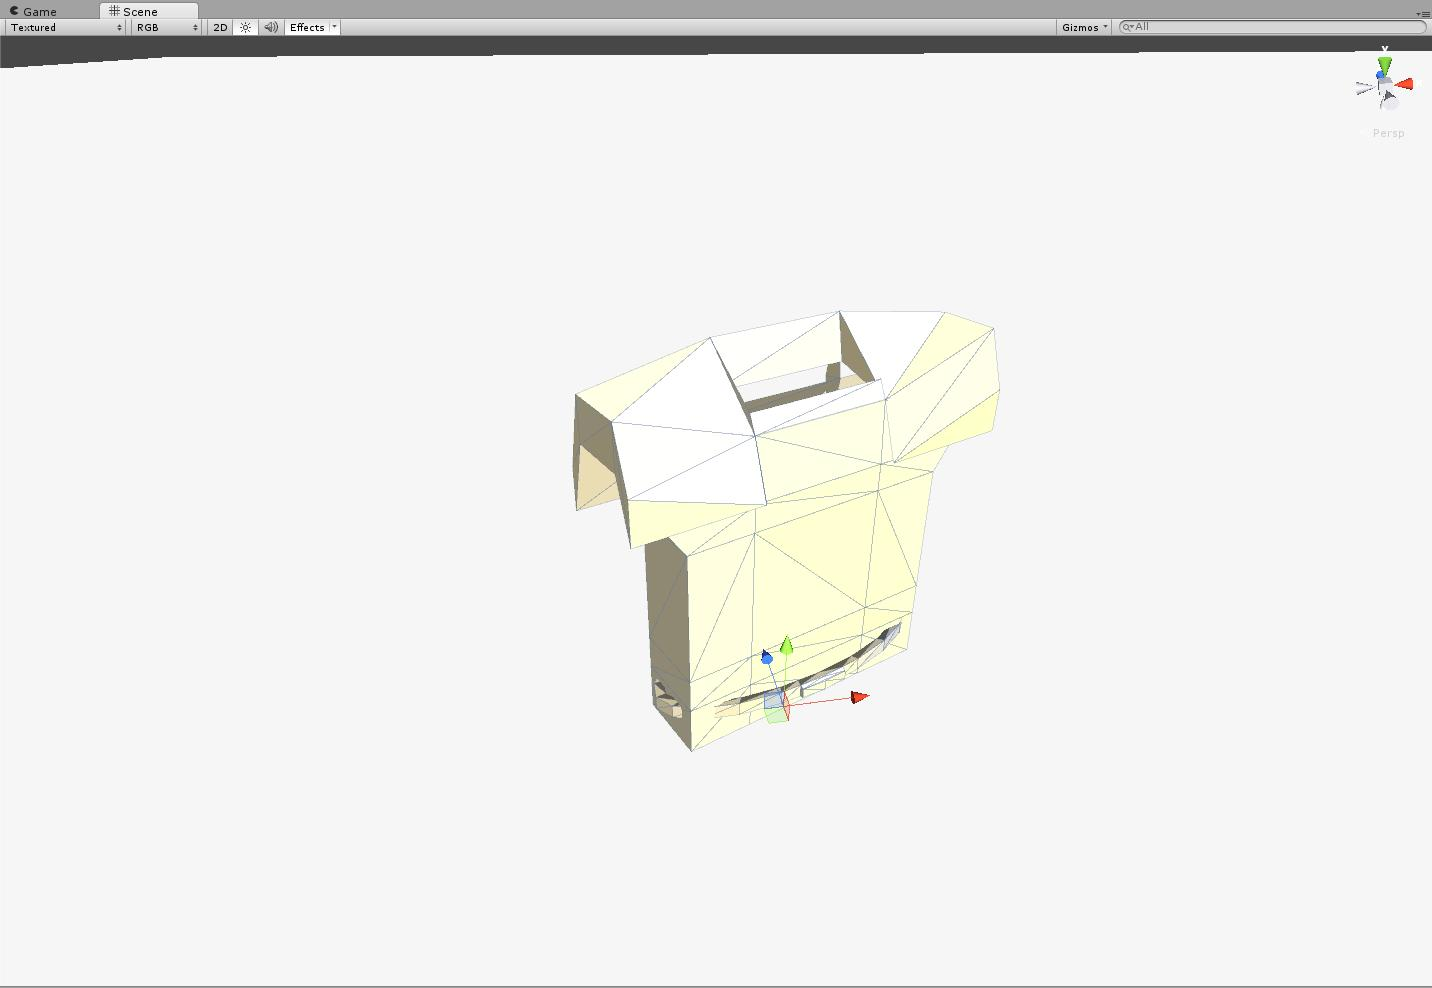 Game
Scene
Textured
RGB
2D
Effects
Gizmos
All
Y
Persp